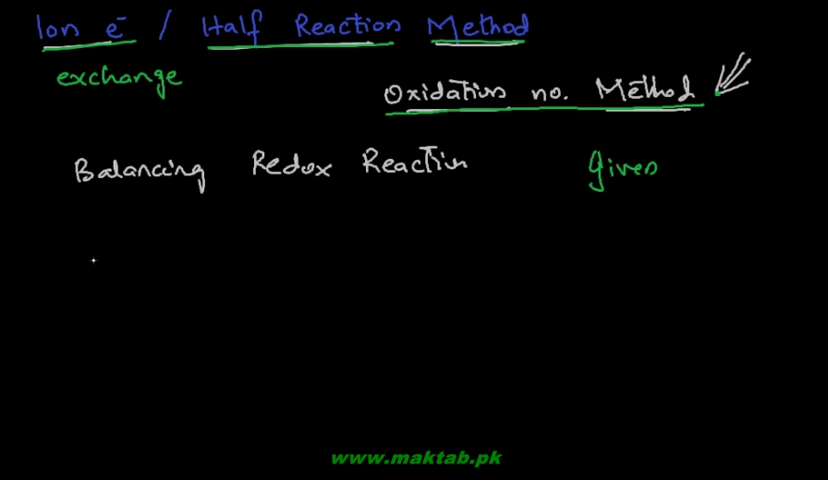 Ion e⁻ / Half Reaction Method
exchange
Oxidation no. Method
Balancing Redox Reaction given
www.maktab.pk